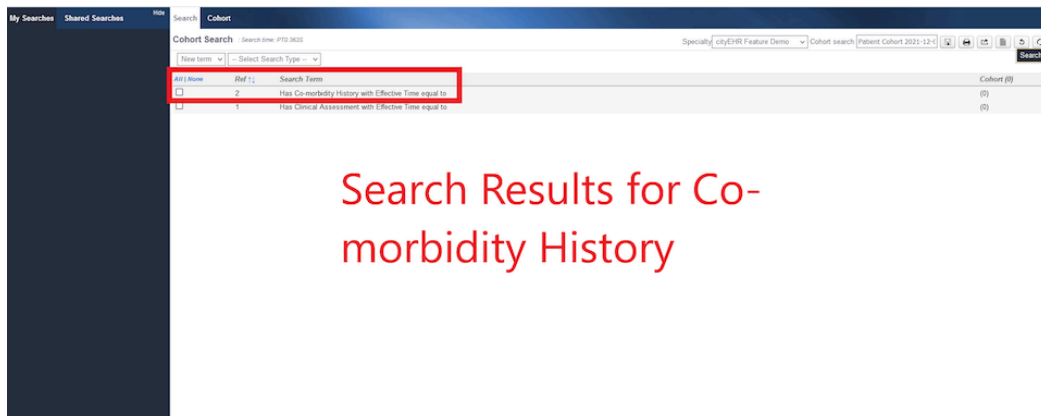 My Searches Shared Searches Hide Search Cohort
Cohort Search Search time: PT0.363S Specialty cityEHR Feature Demo Cohort search Patient Cohort 2021-12-
New term -- Select Search Type -- Search
All | None Ref ↑↓ Search Term Cohort (0)
2 Has Co-morbidity History with Effective Time equal to (0)
1 Has Clinical Assessment with Effective Time equal to (0)
Search Results for Co-
morbidity History